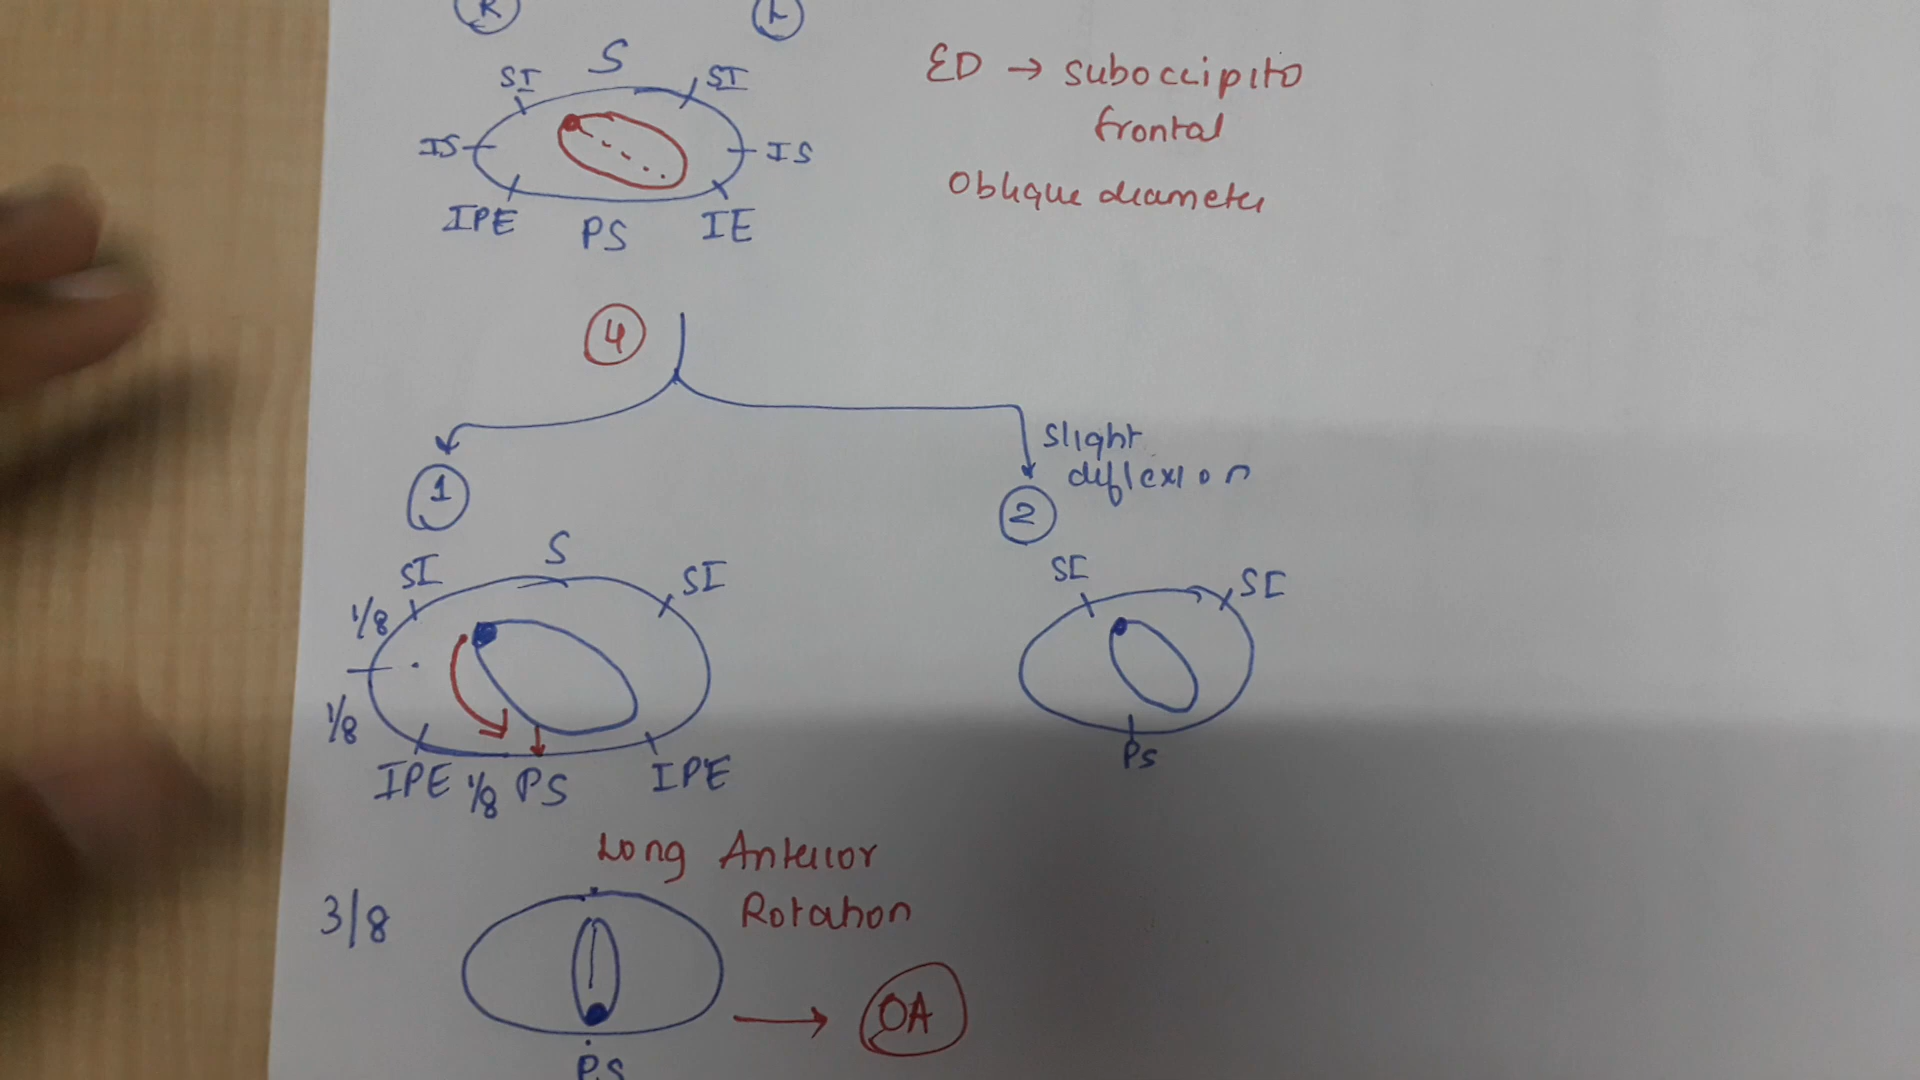 R
L
S
SI
SI
IS
IS
IPE
PS
IE
ED → suboccipito
frontal
Oblique diameter
4
1
Slight
deflexion
2
S
SI
SI
1/8
1/8
IPE
1/8
PS
IPE
SI
SI
PS
Long Anterior
Rotation
3/8
OA
PS